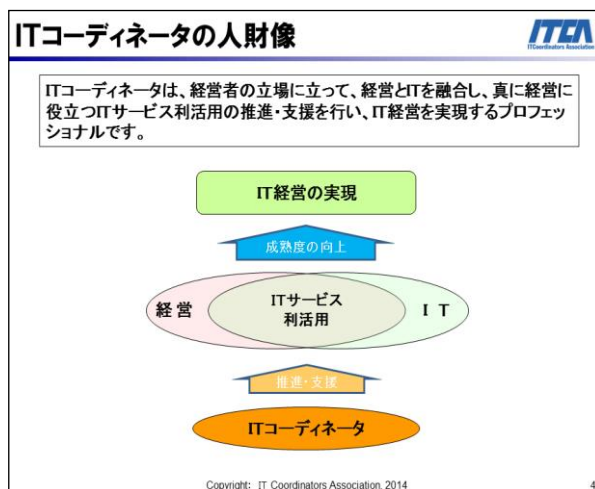 ITコーディネータの人財像
ITCA
ITCoordinators Association
ITコーディネータは、経営者の立場に立って、経営とITを融合し、真に経営に
役立つITサービス利活用の推進・支援を行い、IT経営を実現するプロフェッ
ショナルです。
IT経営の実現
成熟度の向上
経営
ITサービス
利活用
IT
推進・支援
ITコーディネータ
Copyright: IT Coordinators Association, 2014
4